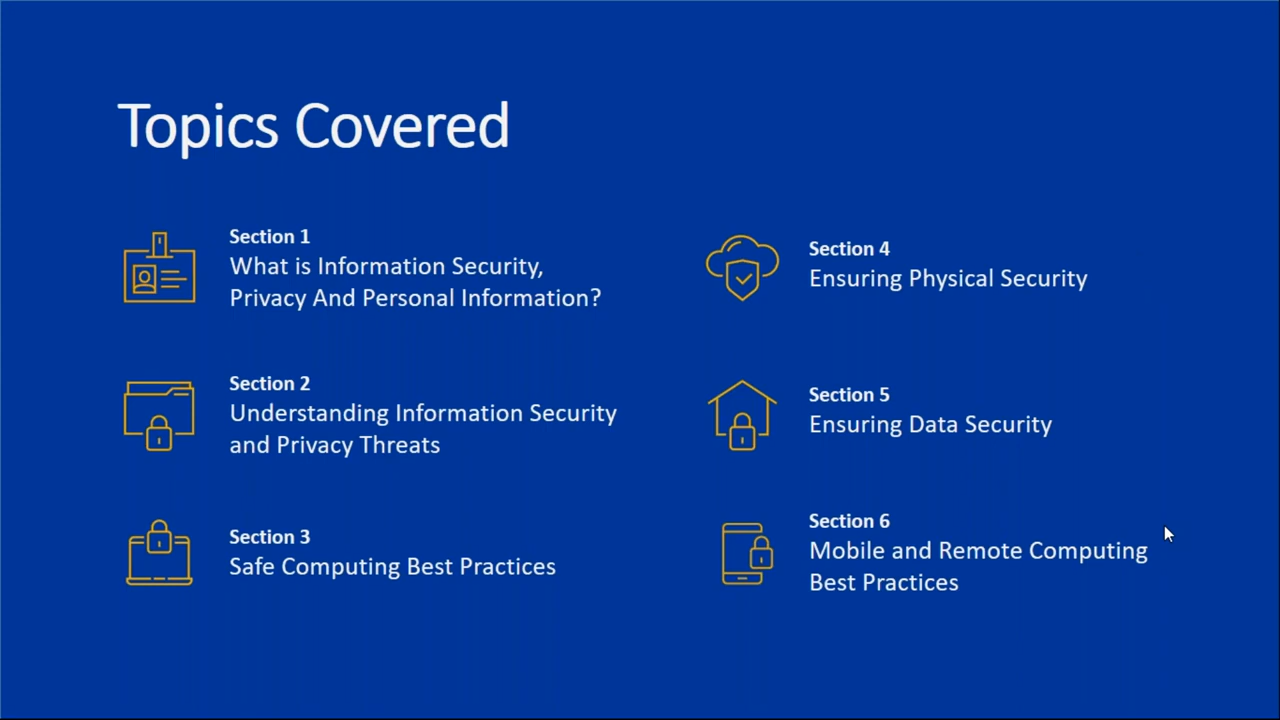 Topics Covered
Section 1
What is Information Security,
Privacy And Personal Information?
Section 2
Understanding Information Security
and Privacy Threats
Section 3
Safe Computing Best Practices
Section 4
Ensuring Physical Security
Section 5
Ensuring Data Security
Section 6
Mobile and Remote Computing
Best Practices